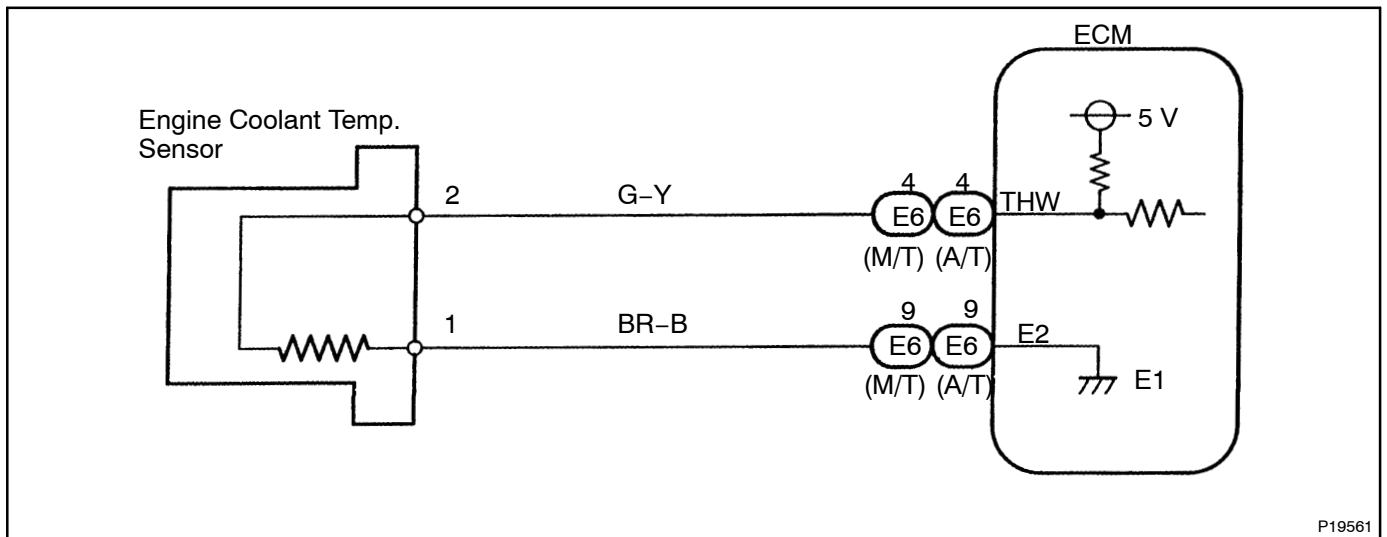 ECM
Engine Coolant Temp.
Sensor
5 V
2
G−Y
4
4
E6
E6
THW
(M/T)
(A/T)
1
BR−B
9
9
E6
E6
E2
(M/T)
(A/T)
E1
P19561